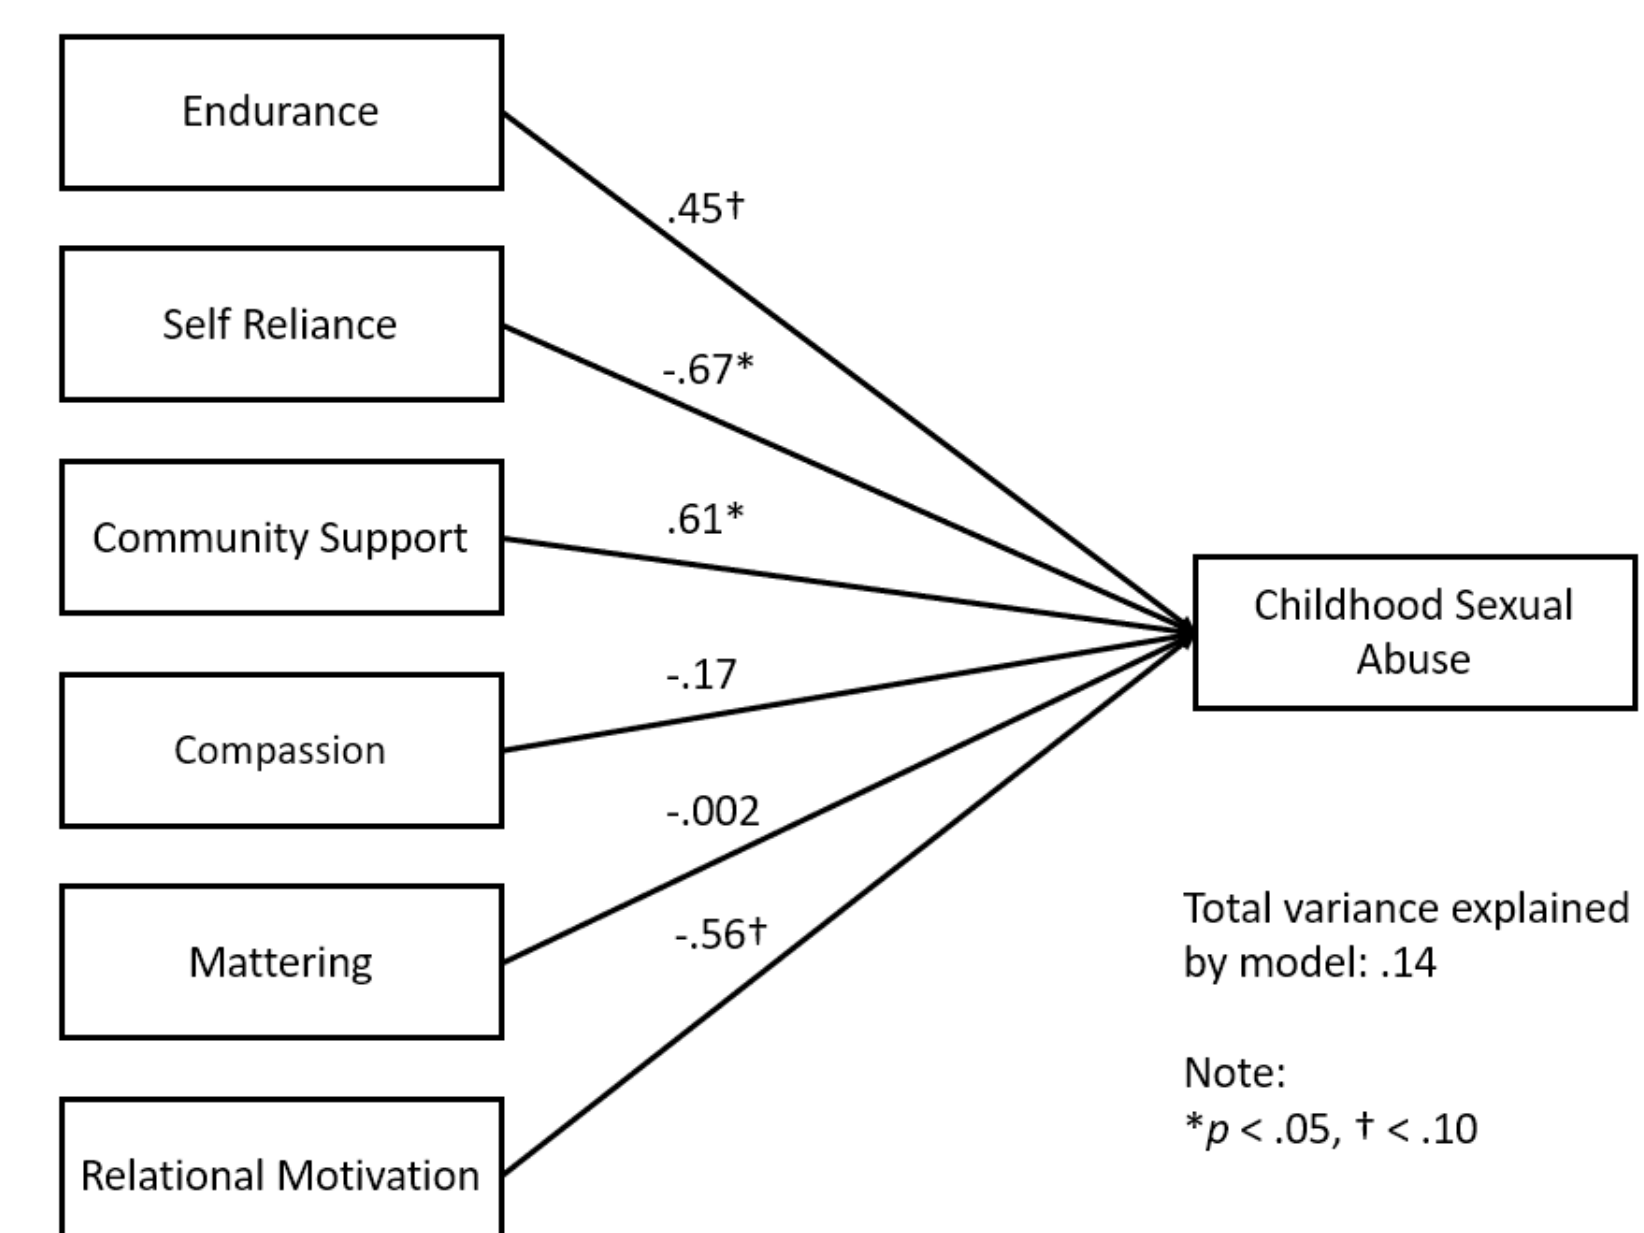 Endurance
.45†
Self Reliance
-.67*
Community Support
.61*
Childhood Sexual
Abuse
-.17
Compassion
-.002
Mattering
-.56†
Relational Motivation
Total variance explained
by model: .14
Note:
*p < .05, † < .10